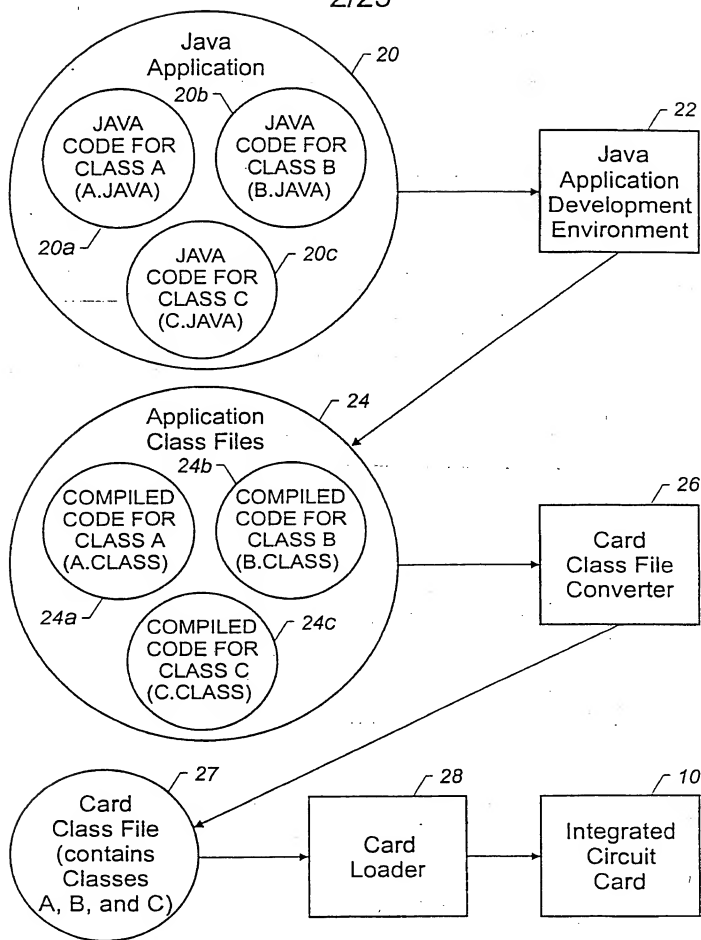 2/25
Java
Application
20
20b
JAVA
CODE FOR
CLASS A
(A.JAVA)
JAVA
CODE FOR
CLASS B
(B.JAVA)
20a
JAVA
CODE FOR
CLASS C
(C.JAVA)
20c
22
Java
Application
Development
Environment
Application
Class Files
24
24b
COMPILED
CODE FOR
CLASS A
(A.CLASS)
COMPILED
CODE FOR
CLASS B
(B.CLASS)
24a
COMPILED
CODE FOR
CLASS C
(C.CLASS)
24c
26
Card
Class File
Converter
27
Card
Class File
(contains
Classes
A, B, and C)
28
Card
Loader
10
Integrated
Circuit
Card